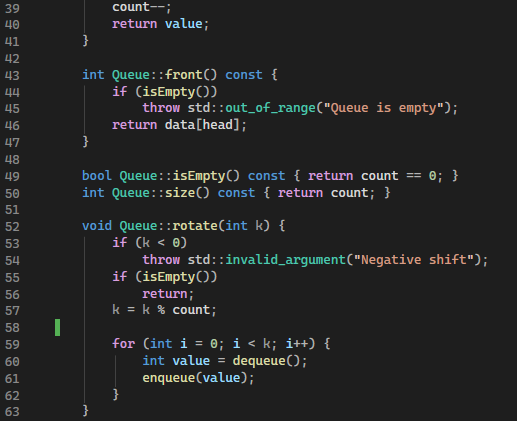 39 count--;
40 return value;
41 }
42
43 int Queue::front() const {
44 if (isEmpty())
45 throw std::out_of_range("Queue is empty");
46 return data[head];
47 }
48
49 bool Queue::isEmpty() const { return count == 0; }
50 int Queue::size() const { return count; }
51
52 void Queue::rotate(int k) {
53 if (k < 0)
54 throw std::invalid_argument("Negative shift");
55 if (isEmpty())
56 return;
57 k = k % count;
58
59 for (int i = 0; i < k; i++) {
60 int value = dequeue();
61 enqueue(value);
62 }
63 }